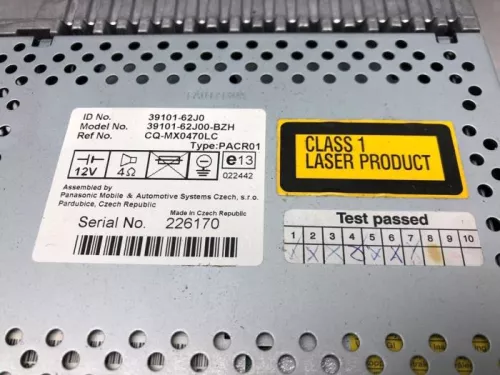 ID No. 39101-62J0
Model No. 39101-62J00-BZH
Ref No. CQ-MX0470LC
Type:PACR01
12V
4Ω
e13
022442
Assembled by
Panasonic Mobile & Automotive Systems Czech, s.r.o.
Pardubice, Czech Republic
Made in Czech Republic
Serial No. 226170
CLASS 1
LASER PRODUCT
Test passed
1 2 3 4 5 6 7 8 9 10